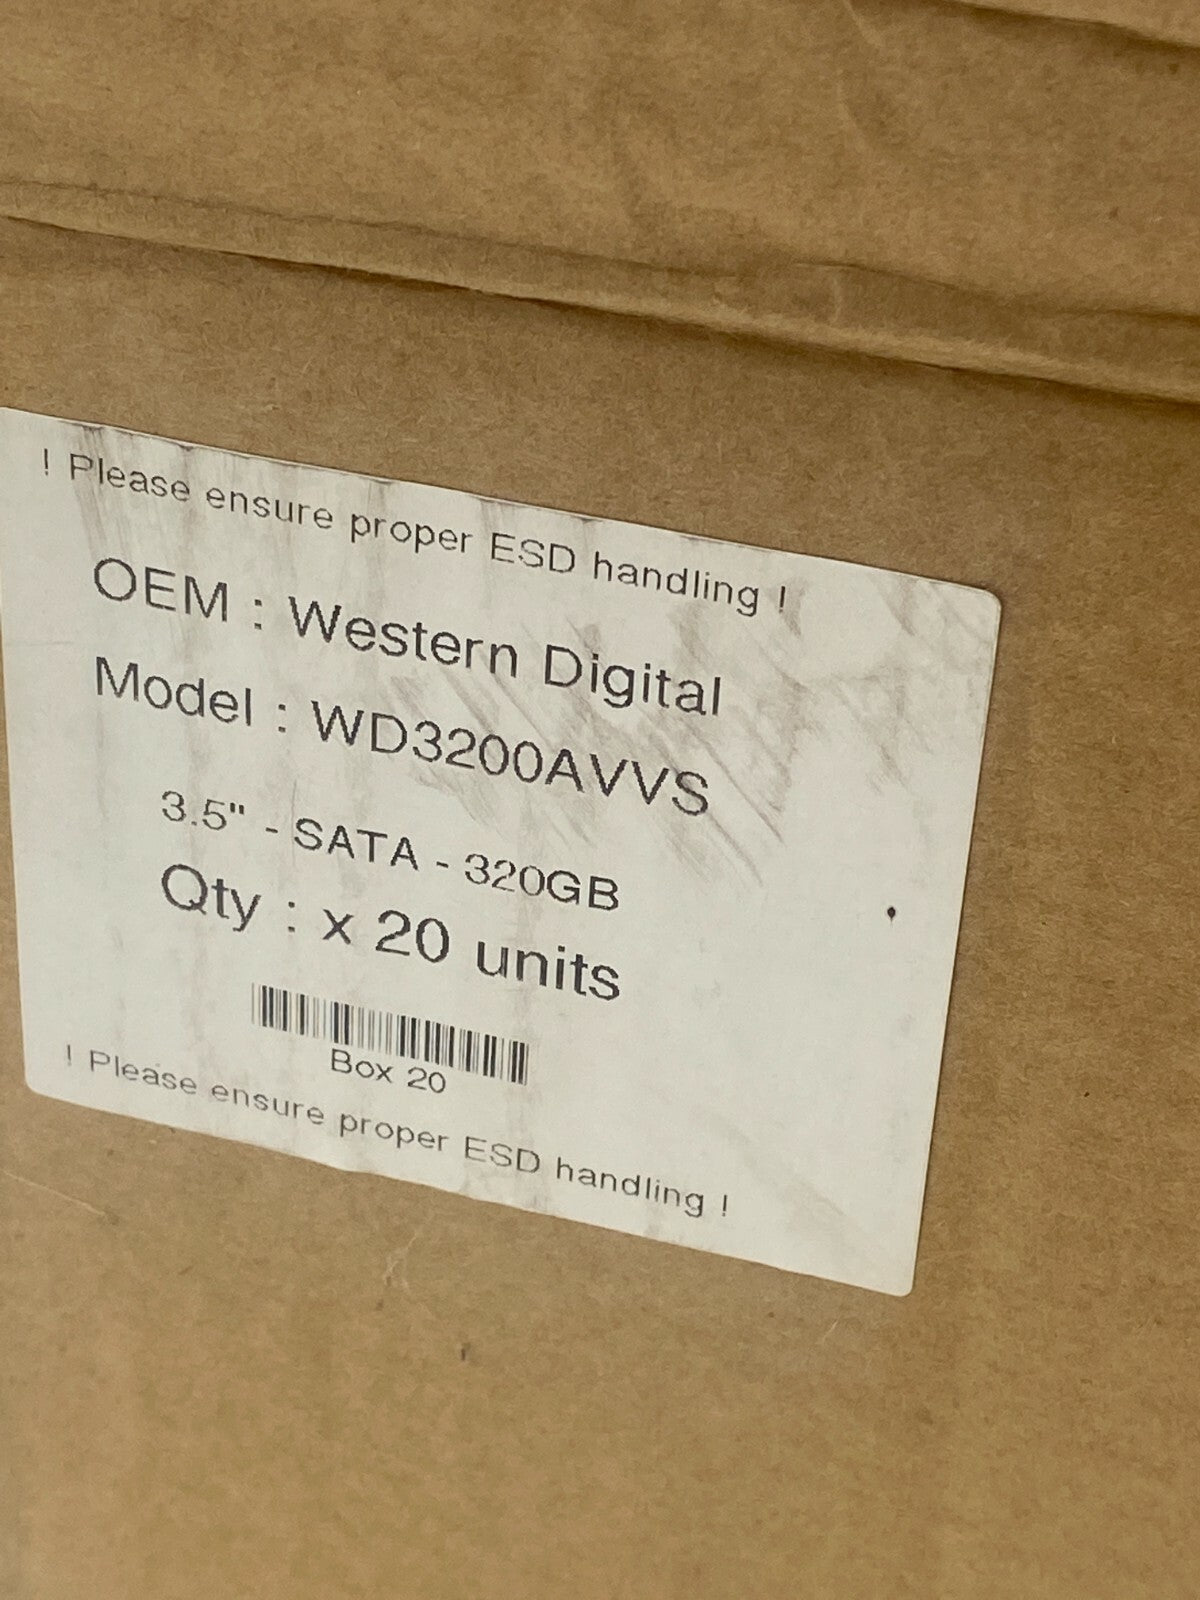 ! Please ensure proper ESD handling !
OEM : Western Digital
Model : WD3200AVVS
3.5" - SATA - 320GB
Qty : x 20 units
Box 20
! Please ensure proper ESD handling !